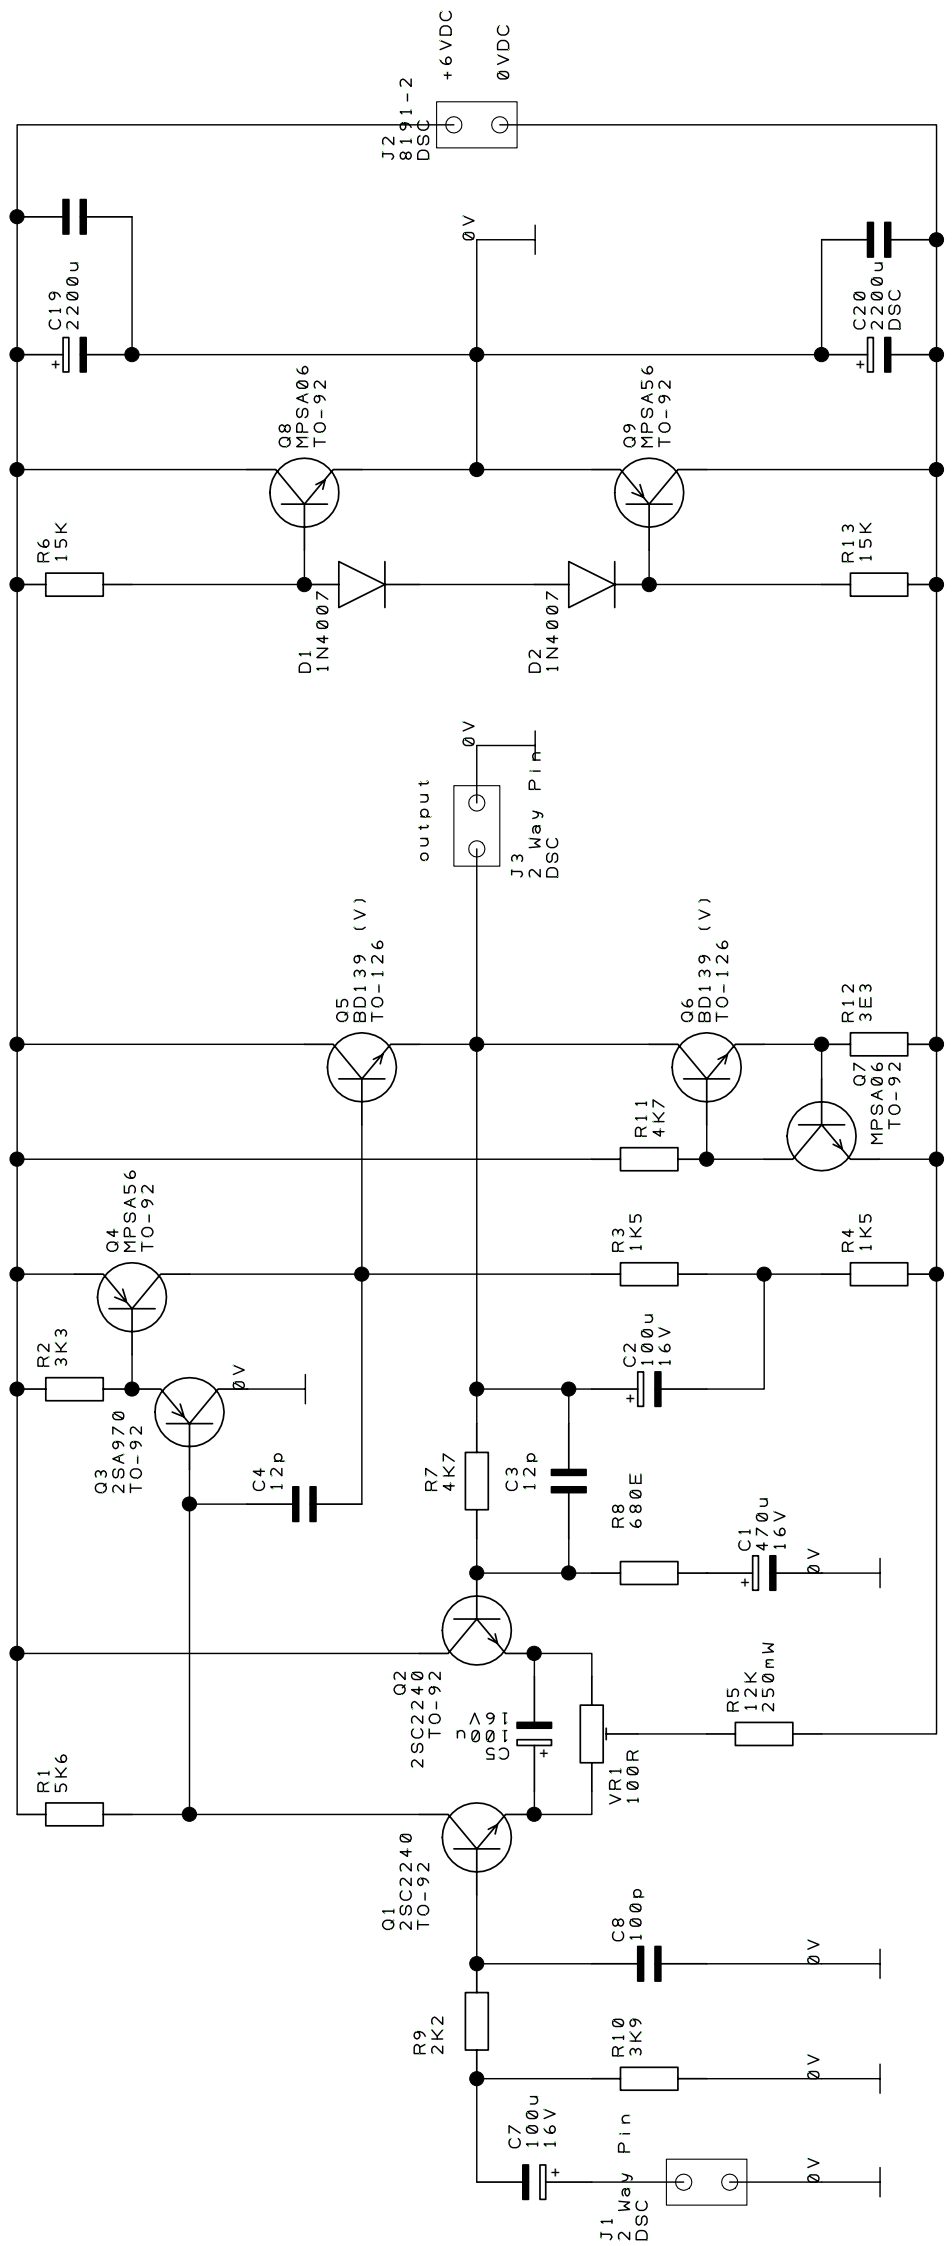 +6VDC
0VDC
J2
8191-2
DSC
0V
C19
2200u
C20
2200u
DSC
Q8
MPSA06
TO-92
Q9
MPSA56
TO-92
R6
15K
R13
15K
D1
1N4007
D2
1N4007
0V
output
J3
2 Way Pin
DSC
Q5
BD139 (V)
TO-126
Q6
BD139 (V)
TO-126
R12
3E3
Q7
MPSA06
TO-92
R11
4K7
Q4
MPSA56
TO-92
R3
1K5
R4
1K5
R2
3K3
0V
C2
100u
16V
Q3
2SA970
TO-92
C4
12p
R7
4K7
C3
12p
R8
680E
C1
470u
16V
0V
Q2
2SC2240
TO-92
C5
100u
16V
R5
12K
250mW
R1
5K6
VR1
100R
Q1
2SC2240
TO-92
C8
100p
0V
R9
2K2
R10
3K9
0V
C7
100u
16V
J1
2 Way Pin
DSC
0V